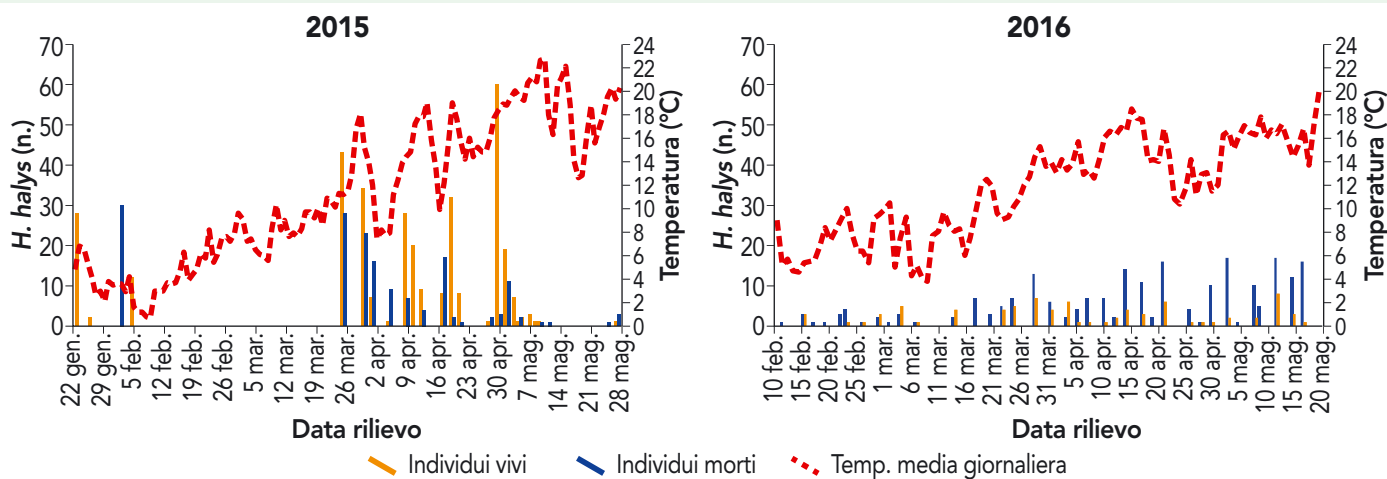 2015
70
60
50
40
30
20
10
0
H. halys (n.)
24
22
20
18
16
14
12
10
8
6
4
2
0
Temperatura (°C)
22 gen.
29 gen.
5 feb.
12 feb.
19 feb.
26 feb.
5 mar.
12 mar.
19 mar.
26 mar.
2 apr.
9 apr.
16 apr.
23 apr.
30 apr.
7 mag.
14 mag.
21 mag.
28 mag.
Data rilievo
2016
70
60
50
40
30
20
10
0
H. halys (n.)
24
22
20
18
16
14
12
10
8
6
4
2
0
Temperatura (°C)
10 feb.
15 feb.
20 feb.
25 feb.
1 mar.
6 mar.
11 mar.
16 mar.
21 mar.
26 mar.
31 mar.
5 apr.
10 apr.
15 apr.
20 apr.
25 apr.
30 apr.
5 mag.
10 mag.
15 mag.
20 mag.
Data rilievo
Individui vivi
Individui morti
Temp. media giornaliera